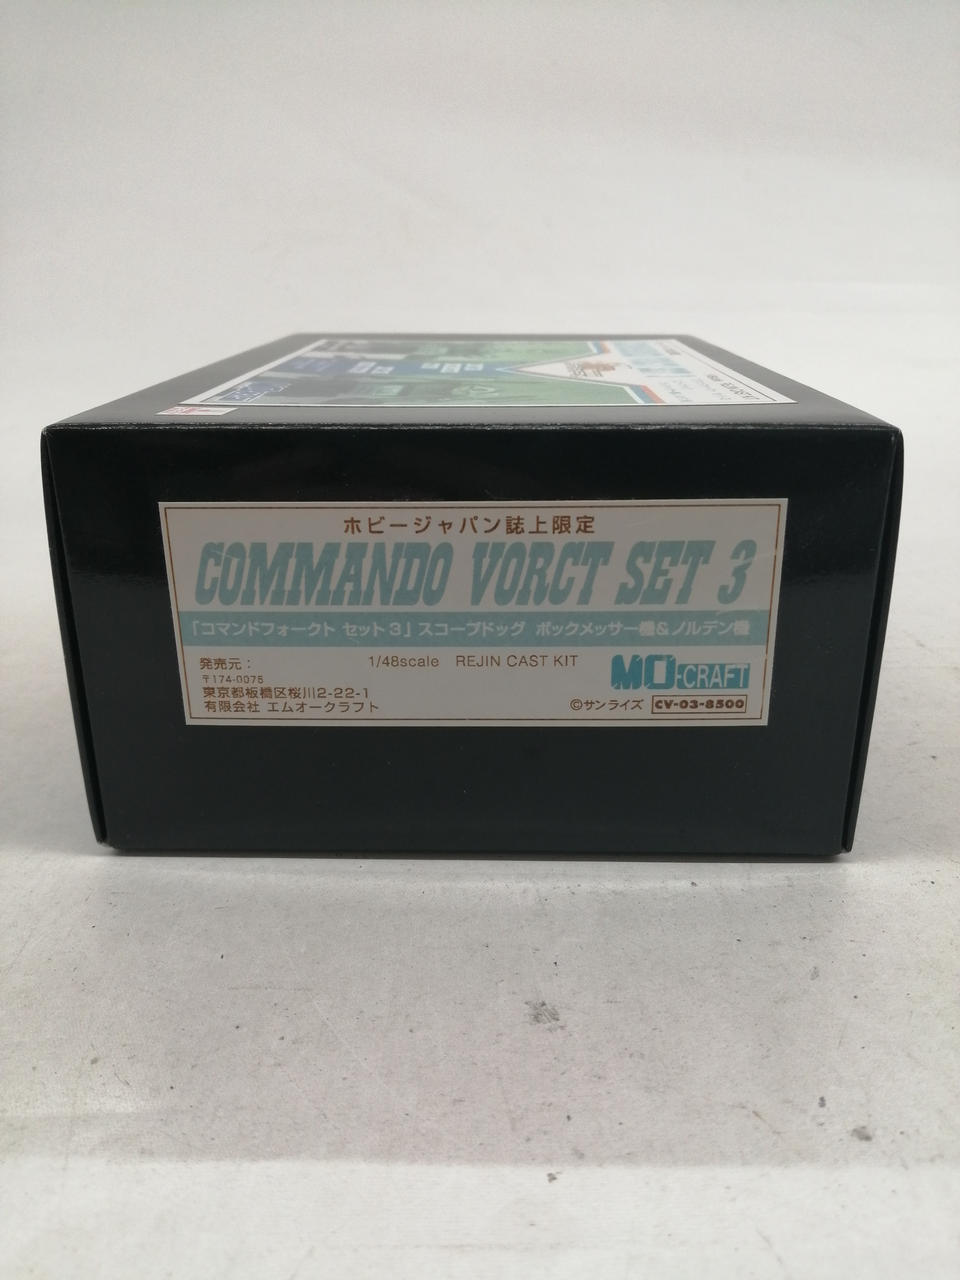 ホビージャパン誌上限定
COMMANDO VORCT SET 3
「コマンドフォークト セット3」スコープドッグ ボックメッサー機&ノルデン機
発売元:
〒174-0075
東京都板橋区桜川2-22-1
有限会社 エムオークラフト
1/48scale REJIN CAST KIT
MO-CRAFT
©サンライズ CV-03-8500